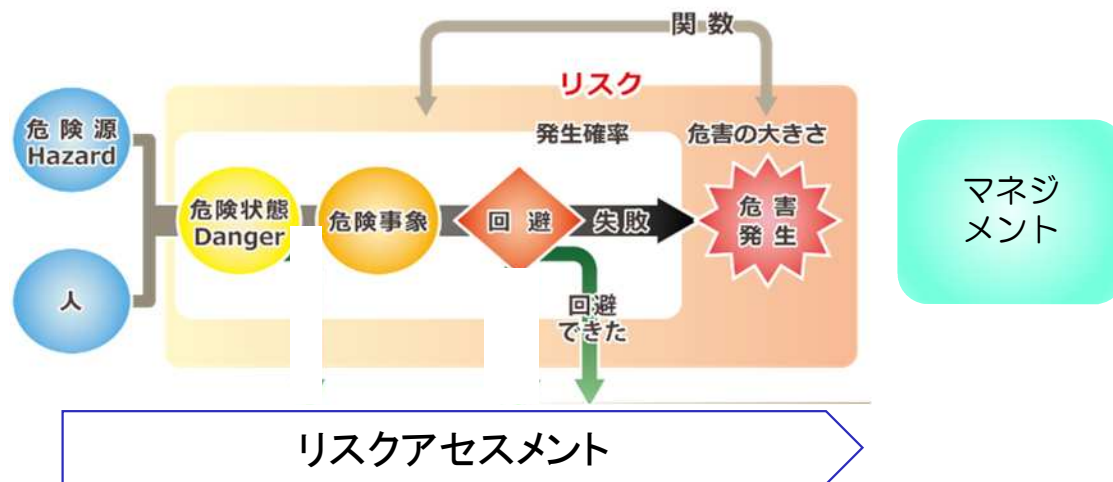 関数
リスク
危険源
Hazard
発生確率
危害の大きさ
危険状態
Danger
危険事象
回避
失敗
危害
発生
マネジ
メント
人
回避
できた
リスクアセスメント